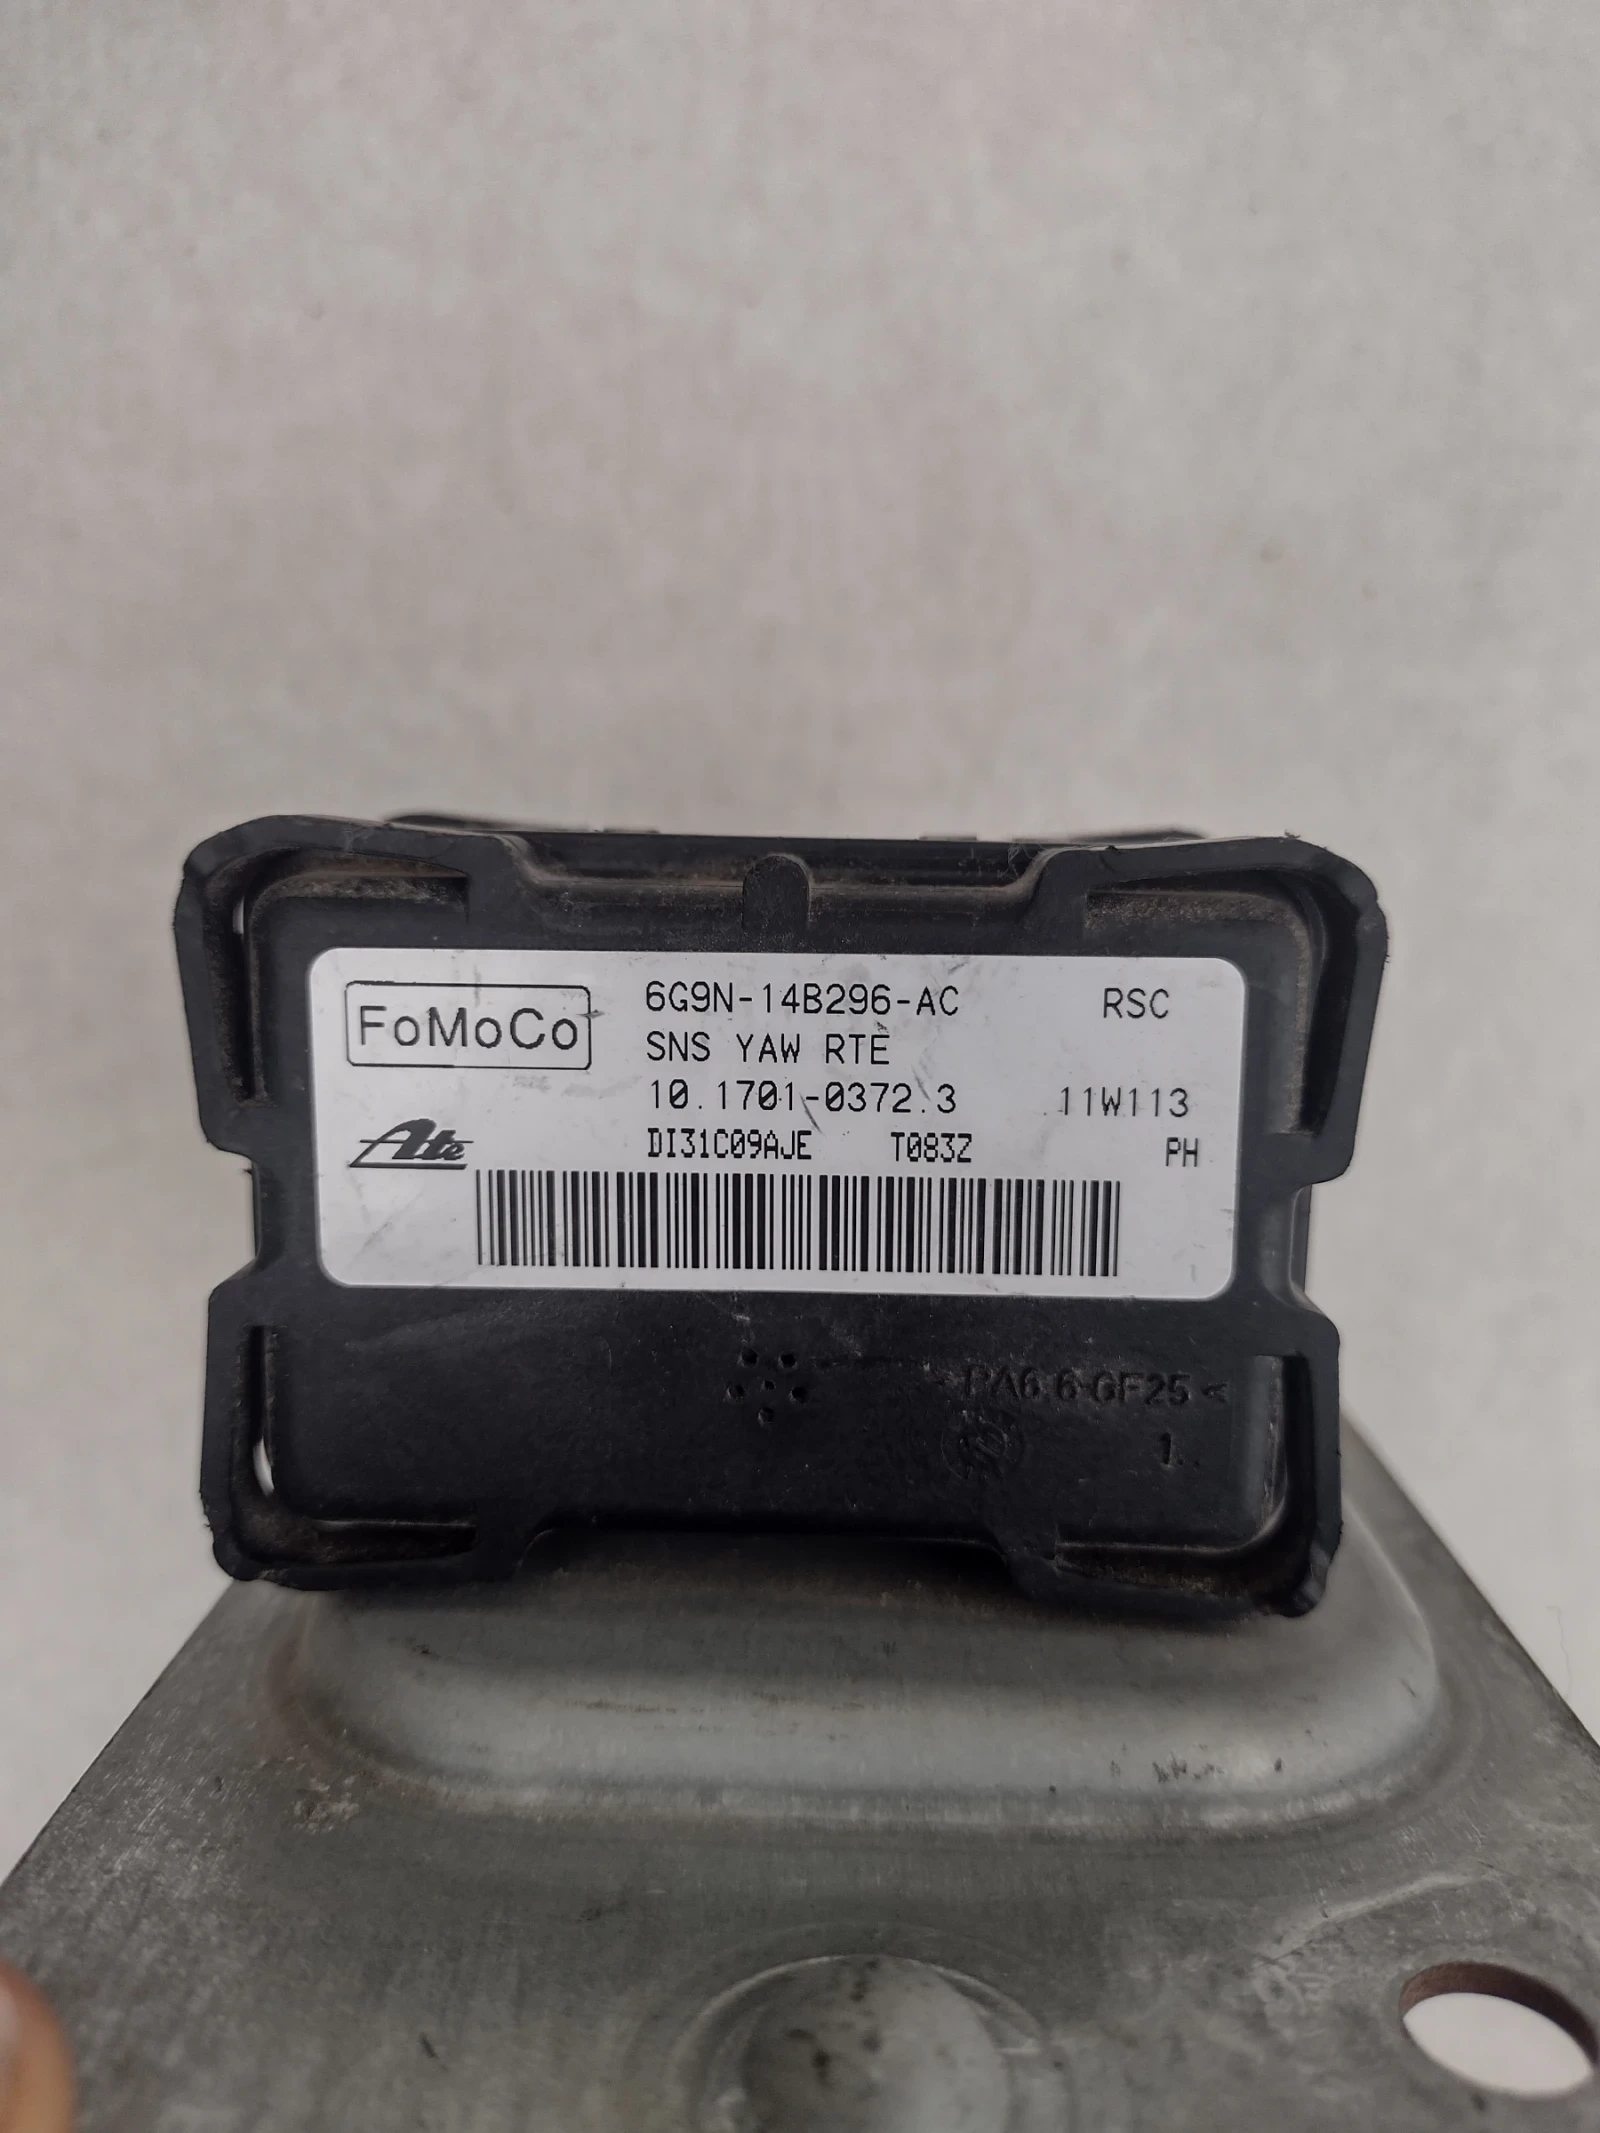 FoMoCo
6G9N-14B296-AC RSC
SNS YAW RTE
10.1701-0372.3 11W113
Ate
DI31C09AJE T083Z PH
PA6.6-GF25<
1.